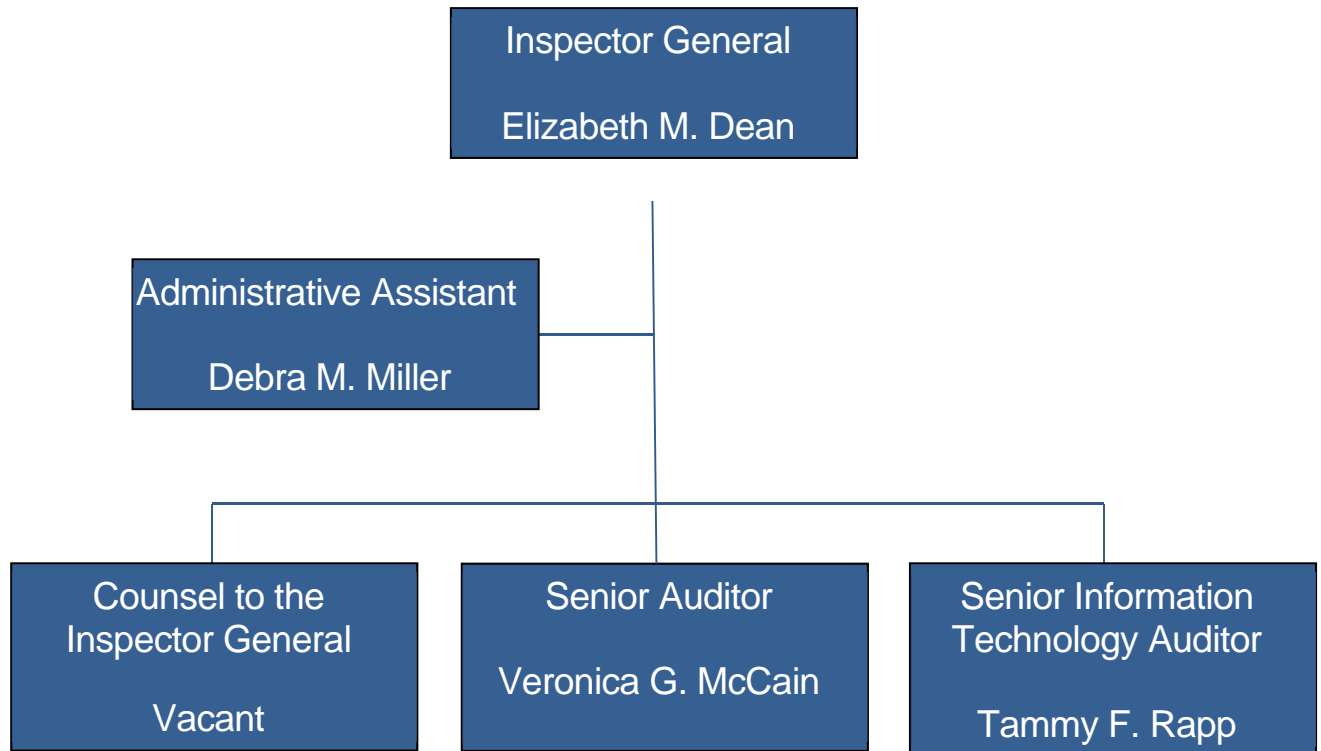 Inspector General
Elizabeth M. Dean
Administrative Assistant
Debra M. Miller
Counsel to the
Inspector General
Vacant
Senior Auditor
Veronica G. McCain
Senior Information
Technology Auditor
Tammy F. Rapp